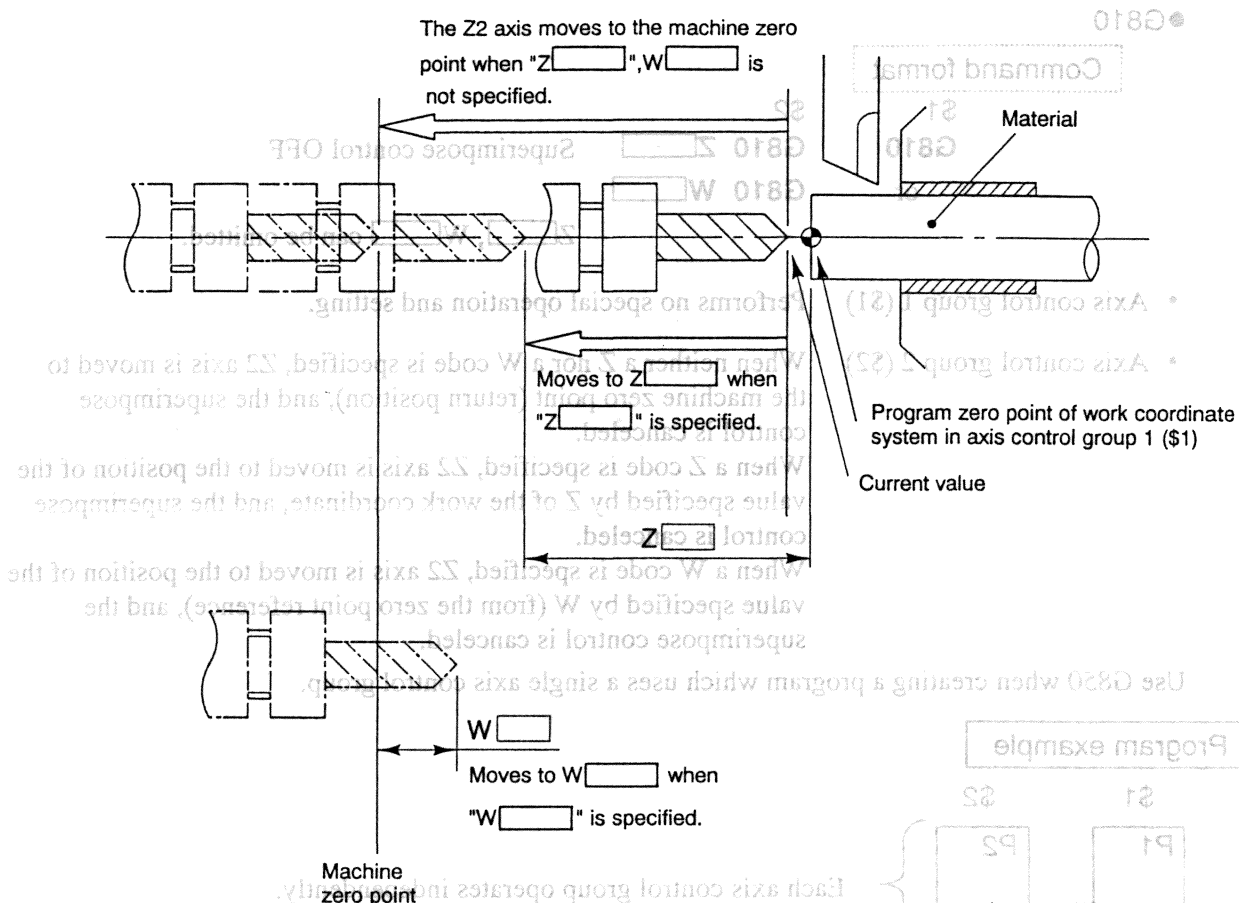 The Z2 axis moves to the machine zero
point when "Z ",W is
not specified.
Material
Moves to Z when
"Z " is specified.
Program zero point of work coordinate
system in axis control group 1 ($1)
Current value
Z
W
Moves to W when
"W " is specified.
Machine
zero point
●G810
Command format
$1 $2
G810 G810 Z Superimpose control OFF
or G810 W
Z , W can be omitted.
• Axis control group 1 ($1) Performs no special operation and setting.
• Axis control group 2 ($2) When neither a Z nor a W code is specified, Z2 axis is moved to
the machine zero point (return position), and the superimpose
control is canceled.
When a Z code is specified, Z2 axis is moved to the position of the
value specified by Z of the work coordinate, and the superimpose
control is canceled.
When a W code is specified, Z2 axis is moved to the position of the
value specified by W (from the zero point reference), and the
superimpose control is canceled.
Use G850 when creating a program which uses a single axis control group.
Program example
$1 $2
P1 P2
Each axis control group operates independently.